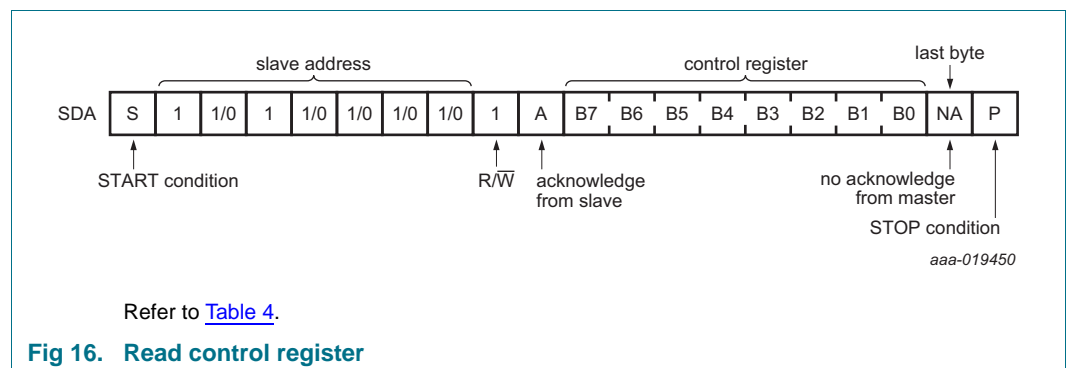 last byte
slave address control register
SDA S 1 1/0 1 1/0 1/0 1/0 1/0 1 A B7 B6 B5 B4 B3 B2 B1 B0 NA P
START condition R/W̅ acknowledge no acknowledge
from slave from master
STOP condition
aaa-019450
Refer to Table 4.
Fig 16. Read control register